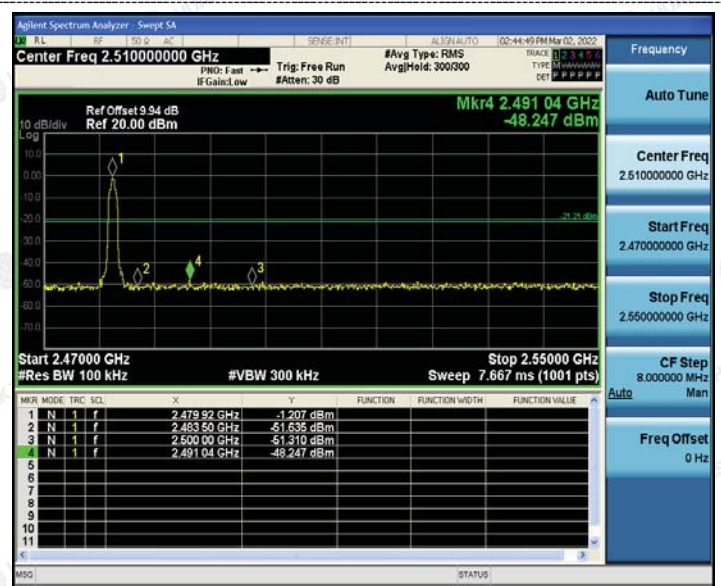 Agilent Spectrum Analyzer - Swept SA
RL RF 50 Ω AC SENSE:INT ALIGNAUTO 02:44:49 PM Mar 02, 2022
Center Freq 2.510000000 GHz
PNO: Fast
IFGain:Low
Trig: Free Run
#Atten: 30 dB
#Avg Type: RMS
Avg|Hold: 300/300
TRACE 1 2 3 4 5 6
TYPE M
DET P P P P P P
Mkr4 2.491 04 GHz
-48.247 dBm
Ref Offset 9.94 dB
Ref 20.00 dBm
10 dB/div
Log
10.0
0.00
-10.0
-20.0
-30.0
-40.0
-50.0
-60.0
-70.0
1
2
4
3
-21.21 dBm
Start 2.47000 GHz Stop 2.55000 GHz
#Res BW 100 kHz #VBW 300 kHz Sweep 7.667 ms (1001 pts)
MKR MODE TRC SCL X Y FUNCTION FUNCTION WIDTH FUNCTION VALUE
1 N 1 f 2.479 92 GHz -1.207 dBm
2 N 1 f 2.483 50 GHz -51.635 dBm
3 N 1 f 2.500 00 GHz -51.310 dBm
4 N 1 f 2.491 04 GHz -48.247 dBm
5
6
7
8
9
10
11
MSG STATUS
Frequency
Auto Tune
Center Freq
2.510000000 GHz
Start Freq
2.470000000 GHz
Stop Freq
2.550000000 GHz
CF Step
8.000000 MHz
Auto Man
Freq Offset
0 Hz